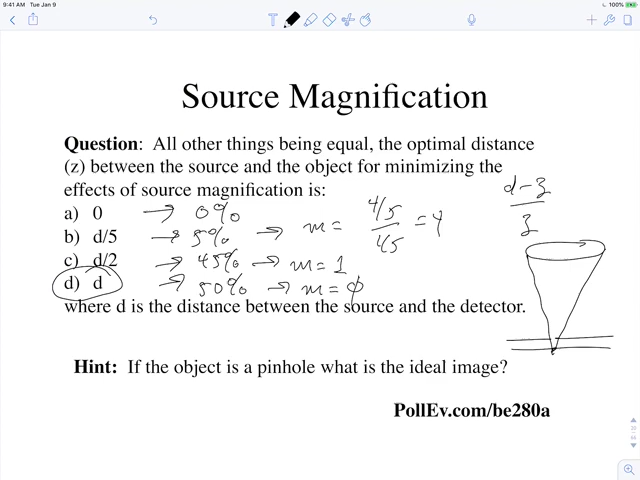 9:41 AM Tue Jan 9
100%
T
Source Magnification
Question: All other things being equal, the optimal distance
(z) between the source and the object for minimizing the
effects of source magnification is:
a) 0 → 0%
b) d/5 → 5% → m = 4/5 / 45 = 4
c) d/2 → 45% → m = 1
d) d → 50% → m = φ
d-z
z
where d is the distance between the source and the detector.
Hint: If the object is a pinhole what is the ideal image?
PollEv.com/be280a